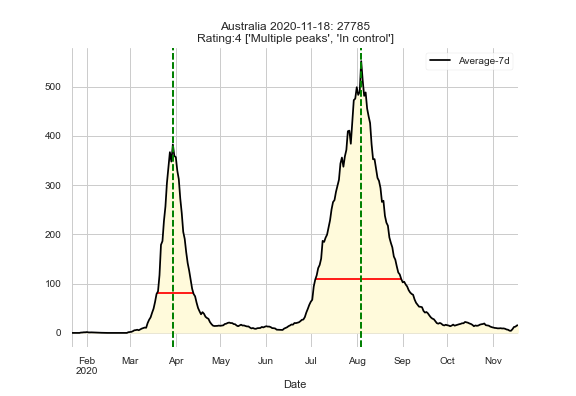 Australia 2020-11-18: 27785
Rating:4 ['Multiple peaks', 'In control']
Average-7d
500
400
300
200
100
0
Feb Mar Apr May Jun Jul Aug Sep Oct Nov
2020
Date